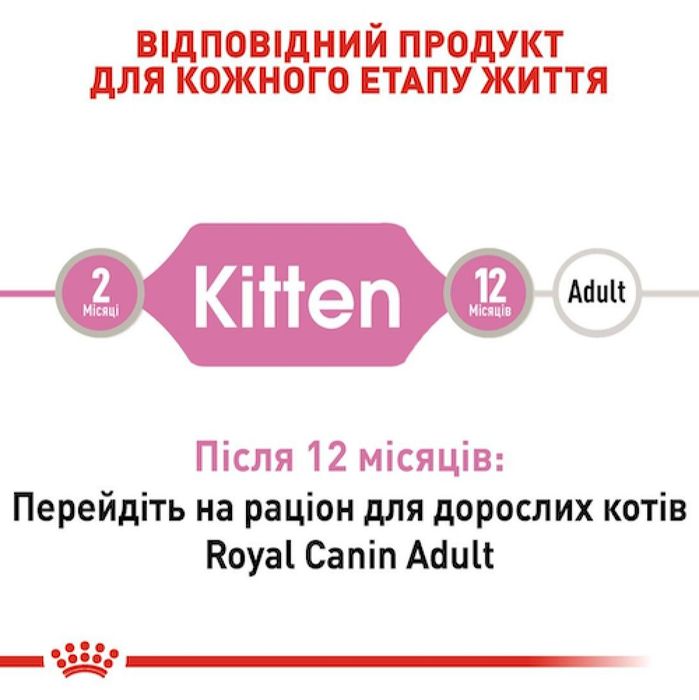 ВІДПОВІДНИЙ ПРОДУКТ
ДЛЯ КОЖНОГО ЕТАПУ ЖИТТЯ
2
Місяці
Kitten
12
Місяців
Adult
Після 12 місяців:
Перейдіть на раціон для дорослих котів
Royal Canin Adult